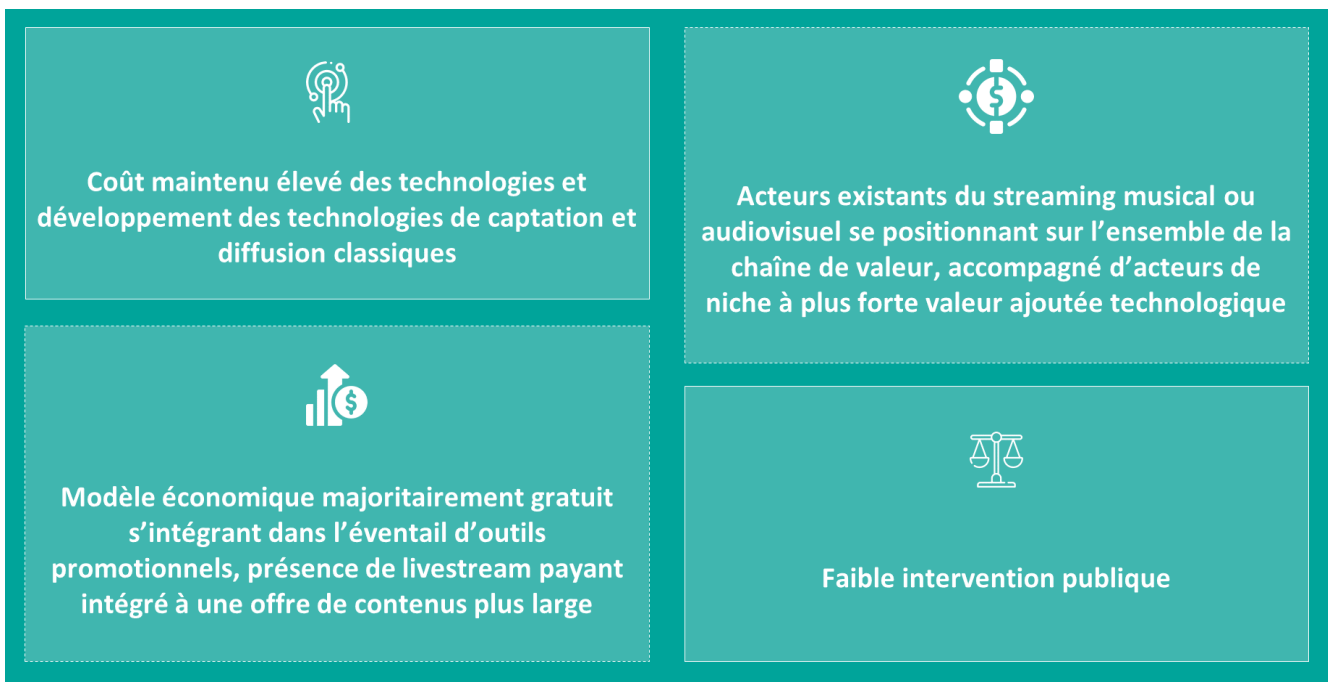 Coût maintenu élevé des technologies et
développement des technologies de captation et
diffusion classiques
Acteurs existants du streaming musical ou
audiovisuel se positionnant sur l’ensemble de la
chaîne de valeur, accompagné d’acteurs de
niche à plus forte valeur ajoutée technologique
Modèle économique majoritairement gratuit
s’intégrant dans l’éventail d’outils
promotionnels, présence de livestream payant
intégré à une offre de contenus plus large
Faible intervention publique